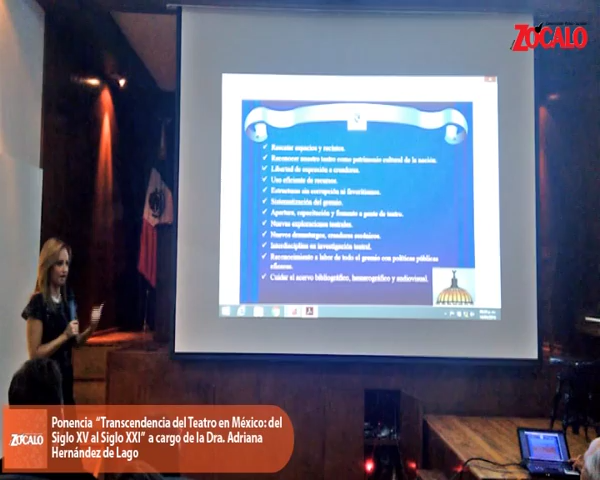 ZÓCALO
Rescatar espacios y recintos.
Reconocer nuestro teatro como patrimonio cultural de la nación.
Libertad de expresión a creadores.
Uso eficiente de recursos.
Estructuras sin corrupción ni favoritismos.
Sistematización del gremio.
Apertura, capacitación y fomento a gusto de teatro.
Nuevas exploraciones teatrales.
Nuevos dramaturgos, creadores escénicos.
Interdisciplina en investigación teatral.
Reconocimiento a labor de todo el gremio con políticas públicas
eficaces.
Cuidar el acervo bibliográfico, hemerográfico y audiovisual.
ZÓCALO
Ponencia “Transcendencia del Teatro en México: del
Siglo XV al Siglo XXI” a cargo de la Dra. Adriana
Hernández de Lago